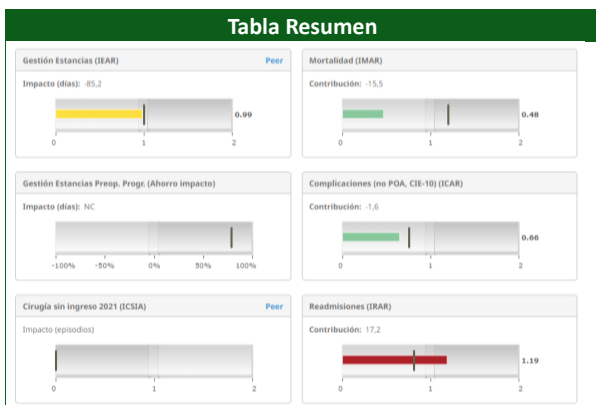 Tabla Resumen
Gestión Estancias (IEAR) Peer
Impacto (días): -85,2
0.99
0 1 2
Mortalidad (IMAR)
Contribución: -15,5
0.48
0 1 2
Gestión Estancias Preop. Progr. (Ahorro impacto)
Impacto (días): NC
-100% -50% 0% 50% 100%
Complicaciones (no POA, CIE-10) (ICAR)
Contribución: -1,6
0.66
0 1 2
Cirugía sin ingreso 2021 (ICSIA) Peer
Impacto (episodios)
0 1 2
Readmisiones (IRAR)
Contribución: 17,2
1.19
0 1 2